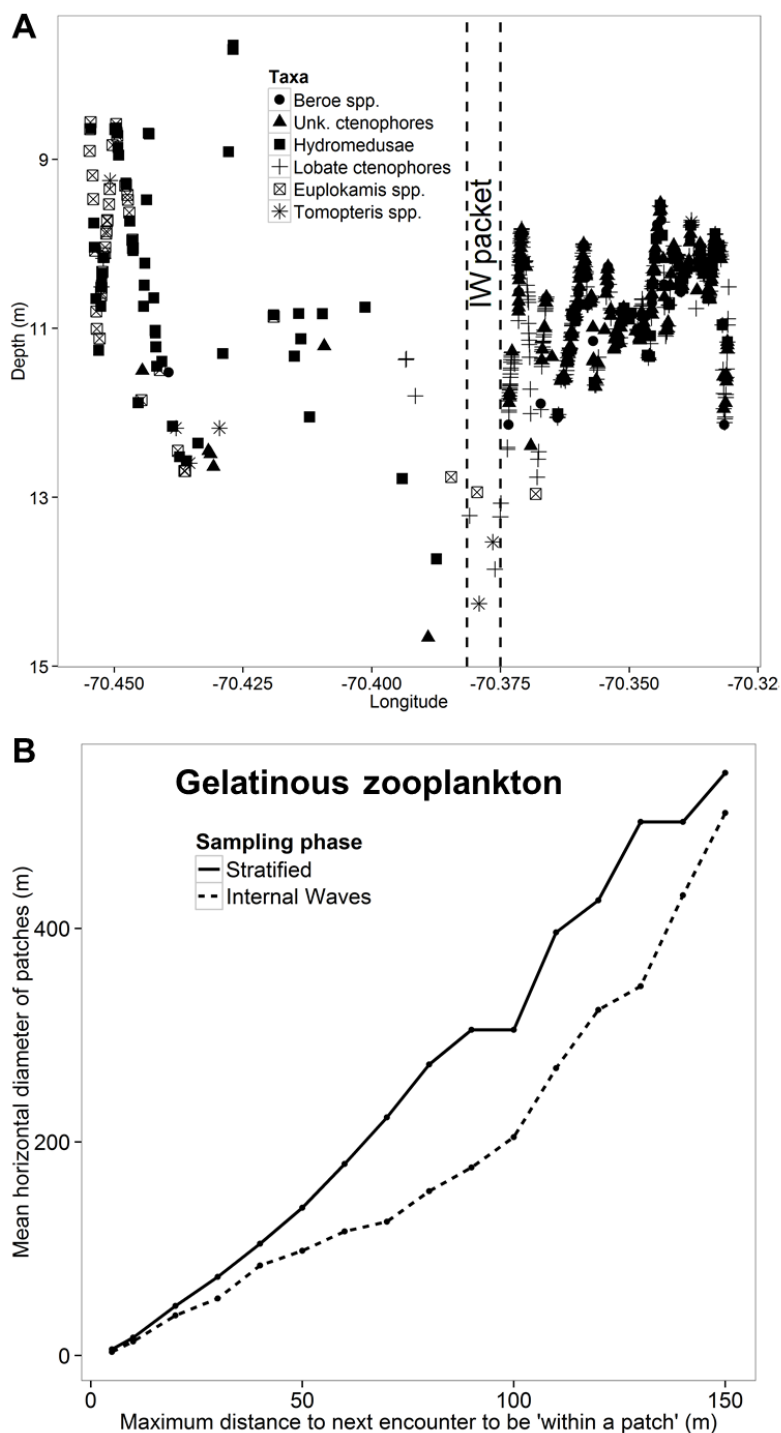 A
Taxa
Beroe spp.
Unk. ctenophores
Hydromedusae
Lobate ctenophores
Euplokamis spp.
Tomopteris spp.
IW packet
9
11
13
15
Depth (m)
-70.450
-70.425
-70.400
-70.375
-70.350
-70.32
Longitude
B
Gelatinous zooplankton
Sampling phase
Stratified
Internal Waves
400
200
0
Mean horizontal diameter of patches (m)
0
50
100
150
Maximum distance to next encounter to be 'within a patch' (m)